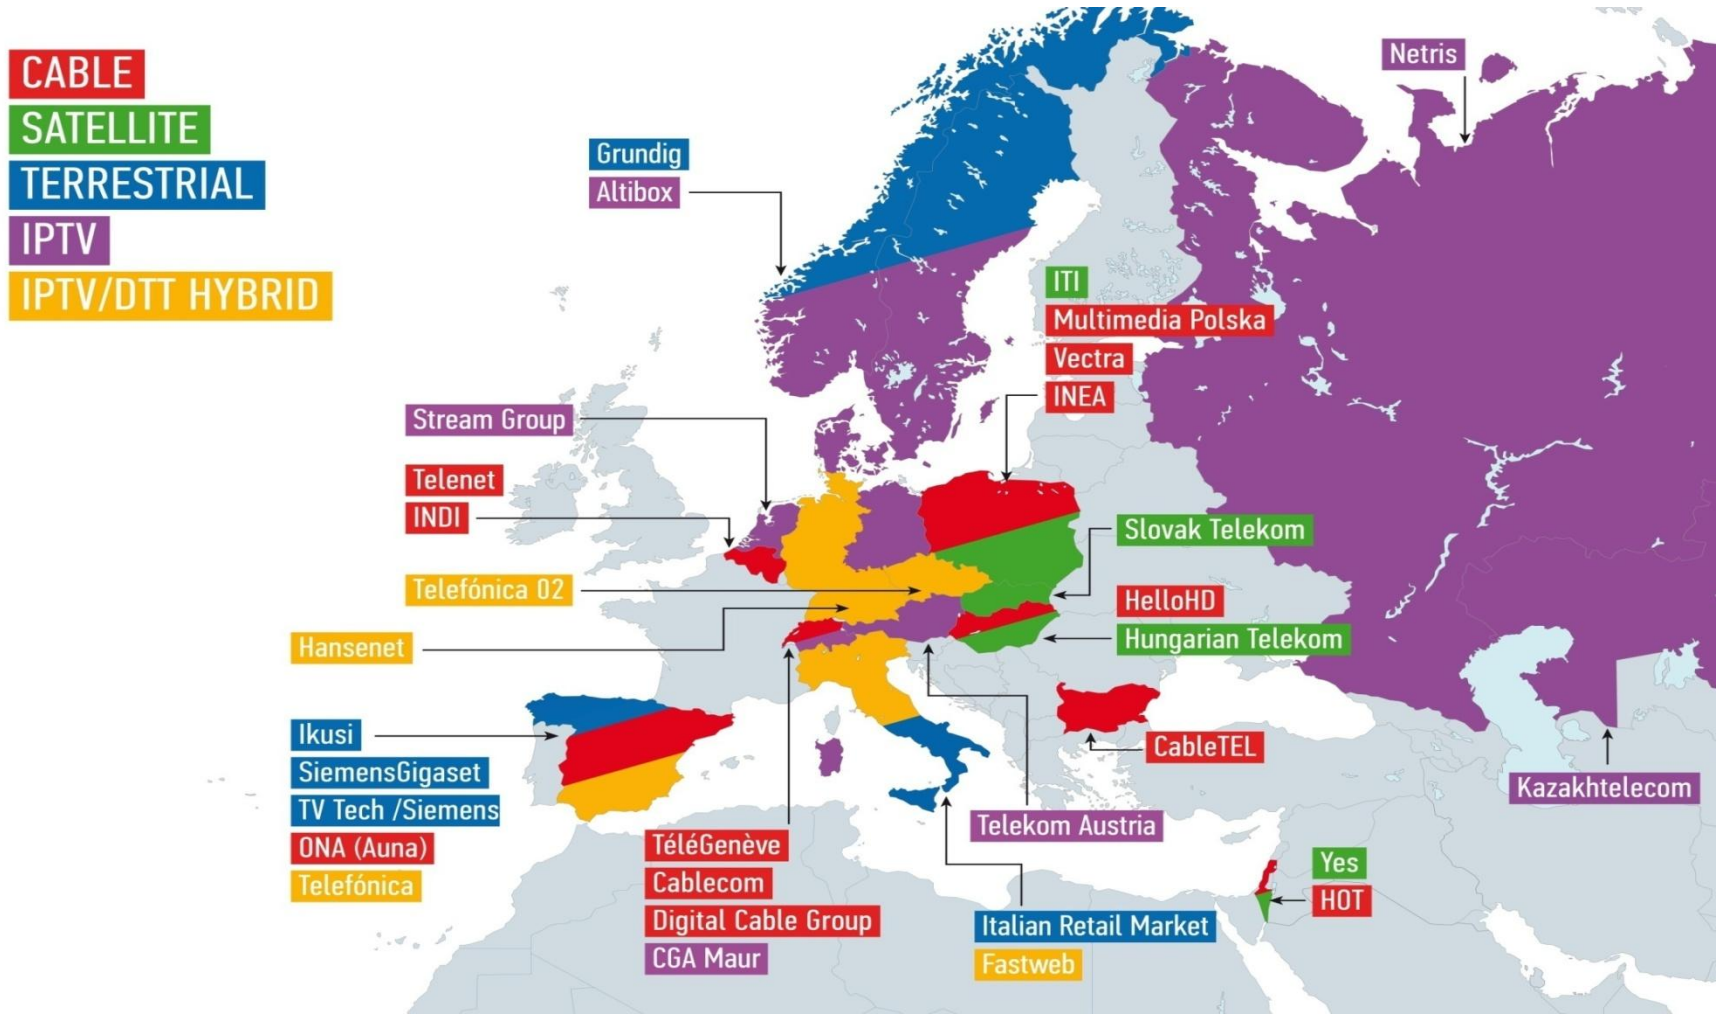 CABLE
SATELLITE
TERRESTRIAL
IPTV
IPTV/DTT HYBRID
Netris
Grundig
Altibox
ITI
Multimedia Polska
Vectra
INEA
Stream Group
Telenet
INDI
Slovak Telekom
Telefónica 02
HelloHD
Hungarian Telekom
Hansenet
Ikusi
SiemensGigaset
TV Tech /Siemens
ONA (Auna)
Telefónica
CableTEL
Kazakhtelecom
Telekom Austria
TéléGenève
Cablecom
Digital Cable Group
CGA Maur
Yes
HOT
Italian Retail Market
Fastweb